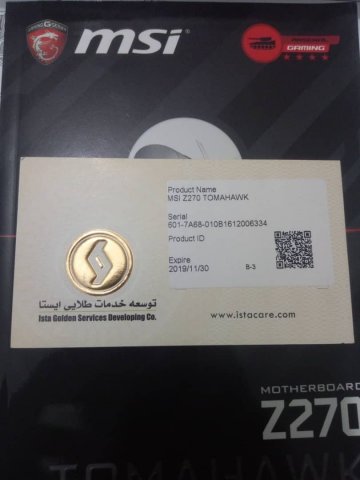 msi
GAMING
Product Name
MSI Z270 TOMAHAWK
Serial
601-7A68-010B1612006334
Product ID
Expire
2019/11/30
B-3
توسعه خدمات طلایی ایستا
Ista Golden Services Developing Co.
www.istacare.com
MOTHERBOARD
Z270
TOMAHAWK